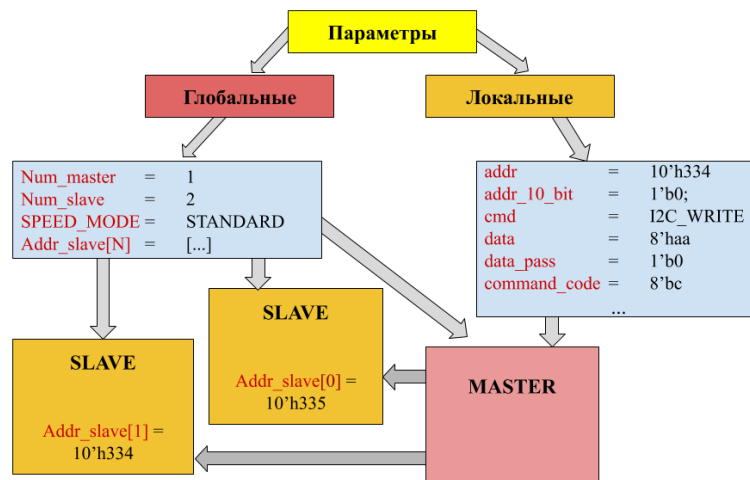 Параметры
Глобальные
Локальные
Num_master = 1
Num_slave = 2
SPEED_MODE = STANDARD
Addr_slave[N] = [...]
addr = 10’h334
addr_10_bit = 1’b0;
cmd = I2C_WRITE
data = 8’haa
data_pass = 1’b0
command_code = 8’bc
...
SLAVE
Addr_slave[0] =
10’h335
SLAVE
Addr_slave[1] =
10’h334
MASTER